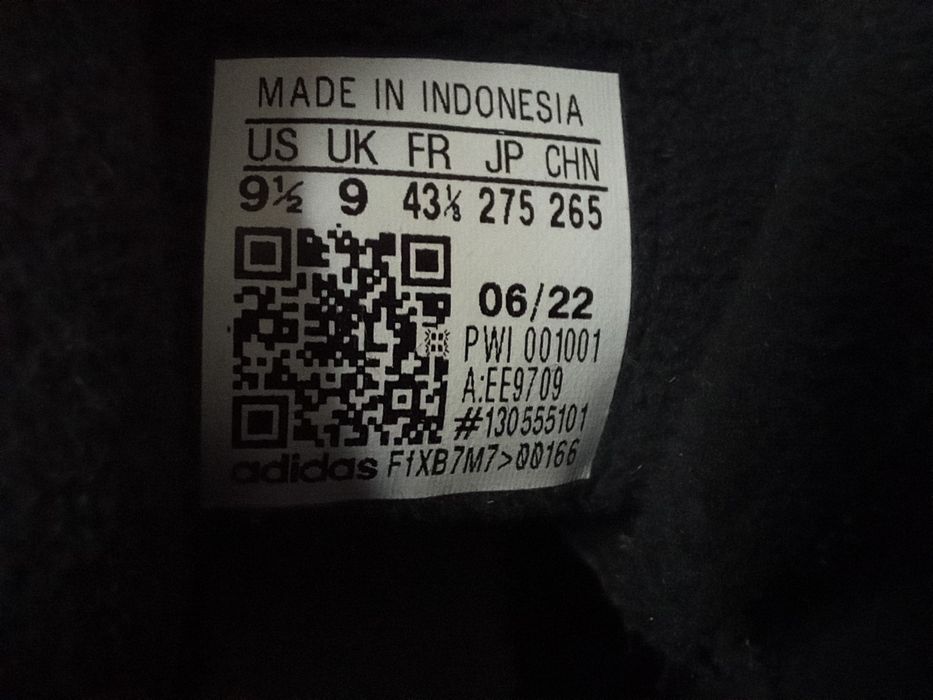 MADE IN INDONESIA
US UK FR JP CHN
9½ 9 43⅓ 275 265
06/22
PWI 001001
A:EE9709
#130555101
adidas F1XB7M7>00166